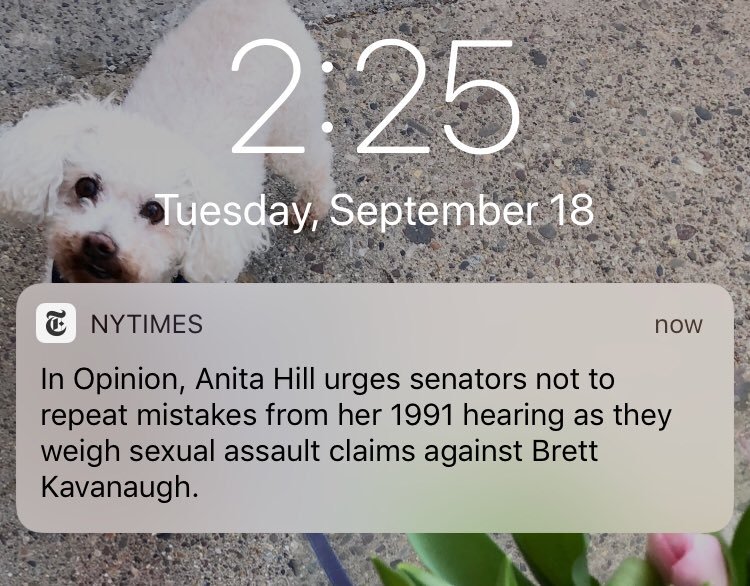 2:25
Tuesday, September 18
NYTIMES
now
In Opinion, Anita Hill urges senators not to
repeat mistakes from her 1991 hearing as they
weigh sexual assault claims against Brett
Kavanaugh.